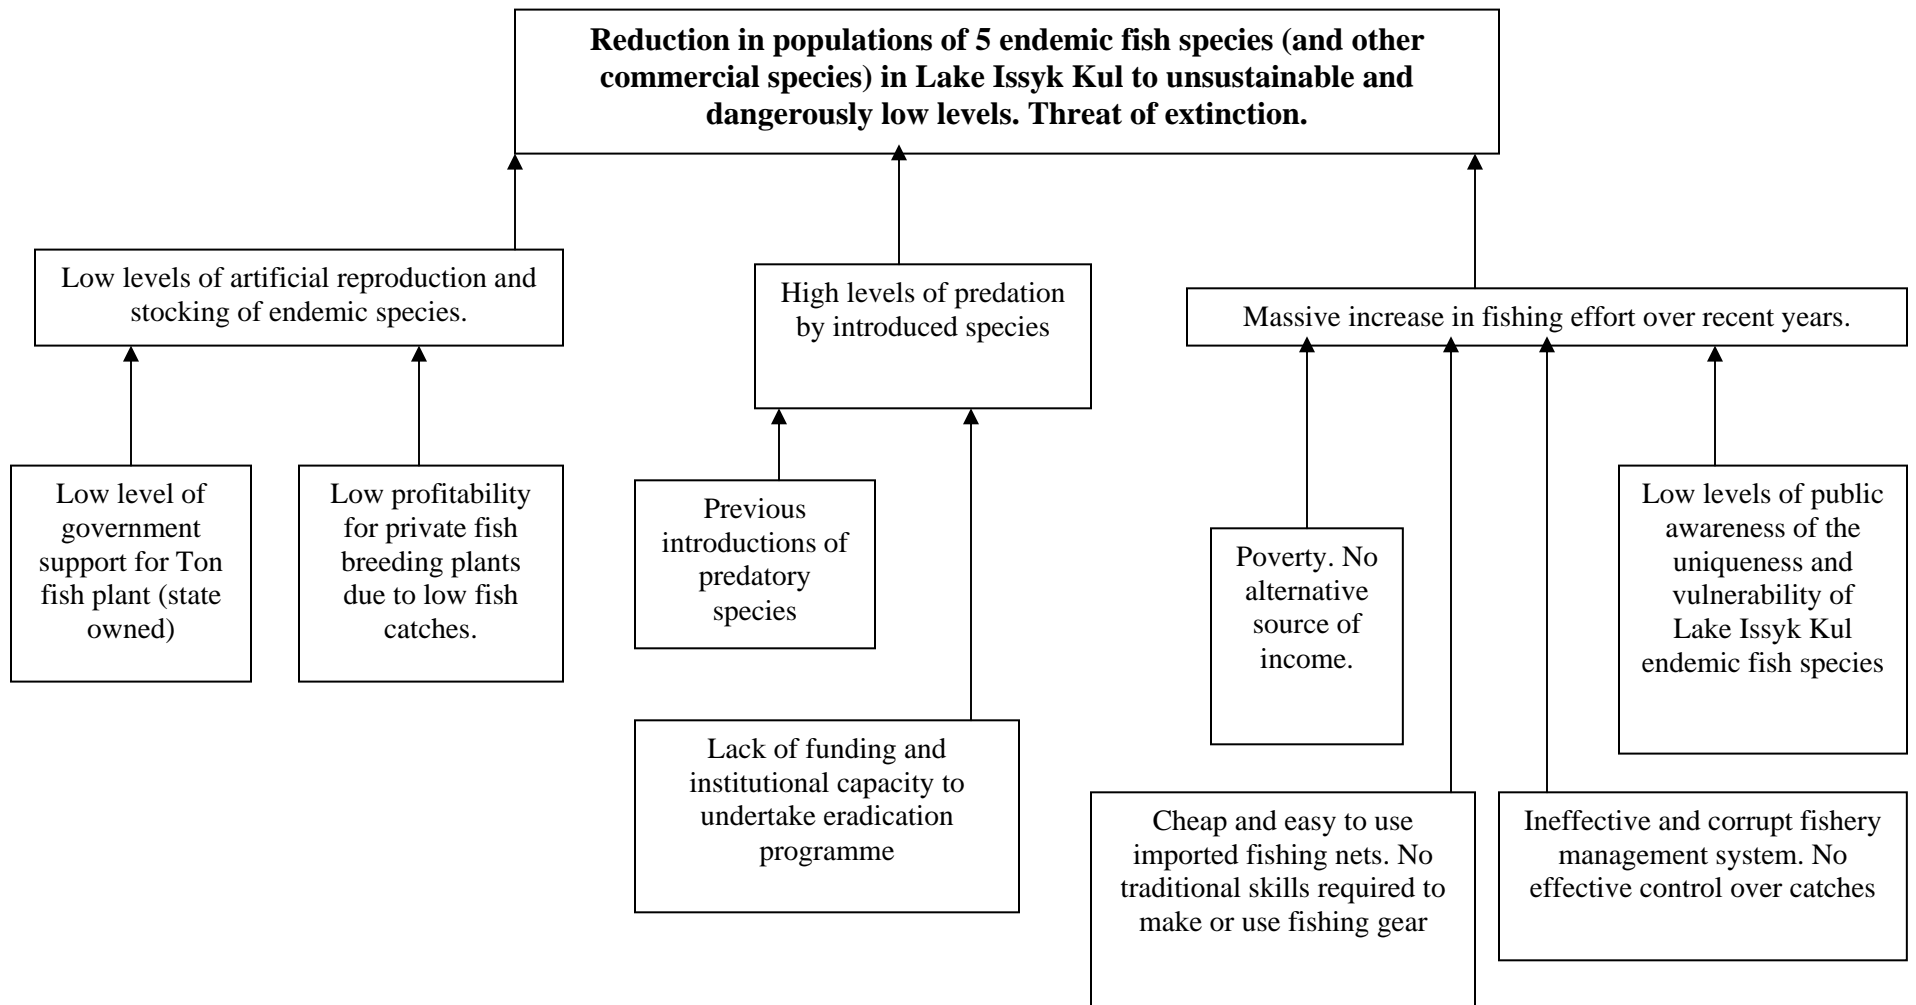 Reduction in populations of 5 endemic fish species (and other
commercial species) in Lake Issyk Kul to unsustainable and
dangerously low levels. Threat of extinction.
Low levels of artificial reproduction and
stocking of endemic species.
High levels of predation
by introduced species
Massive increase in fishing effort over recent years.
Low level of
government
support for Ton
fish plant (state
owned)
Low profitability
for private fish
breeding plants
due to low fish
catches.
Previous
introductions of
predatory
species
Poverty. No
alternative
source of
income.
Low levels of public
awareness of the
uniqueness and
vulnerability of
Lake Issyk Kul
endemic fish species
Lack of funding and
institutional capacity to
undertake eradication
programme
Cheap and easy to use
imported fishing nets. No
traditional skills required to
make or use fishing gear
Ineffective and corrupt fishery
management system. No
effective control over catches